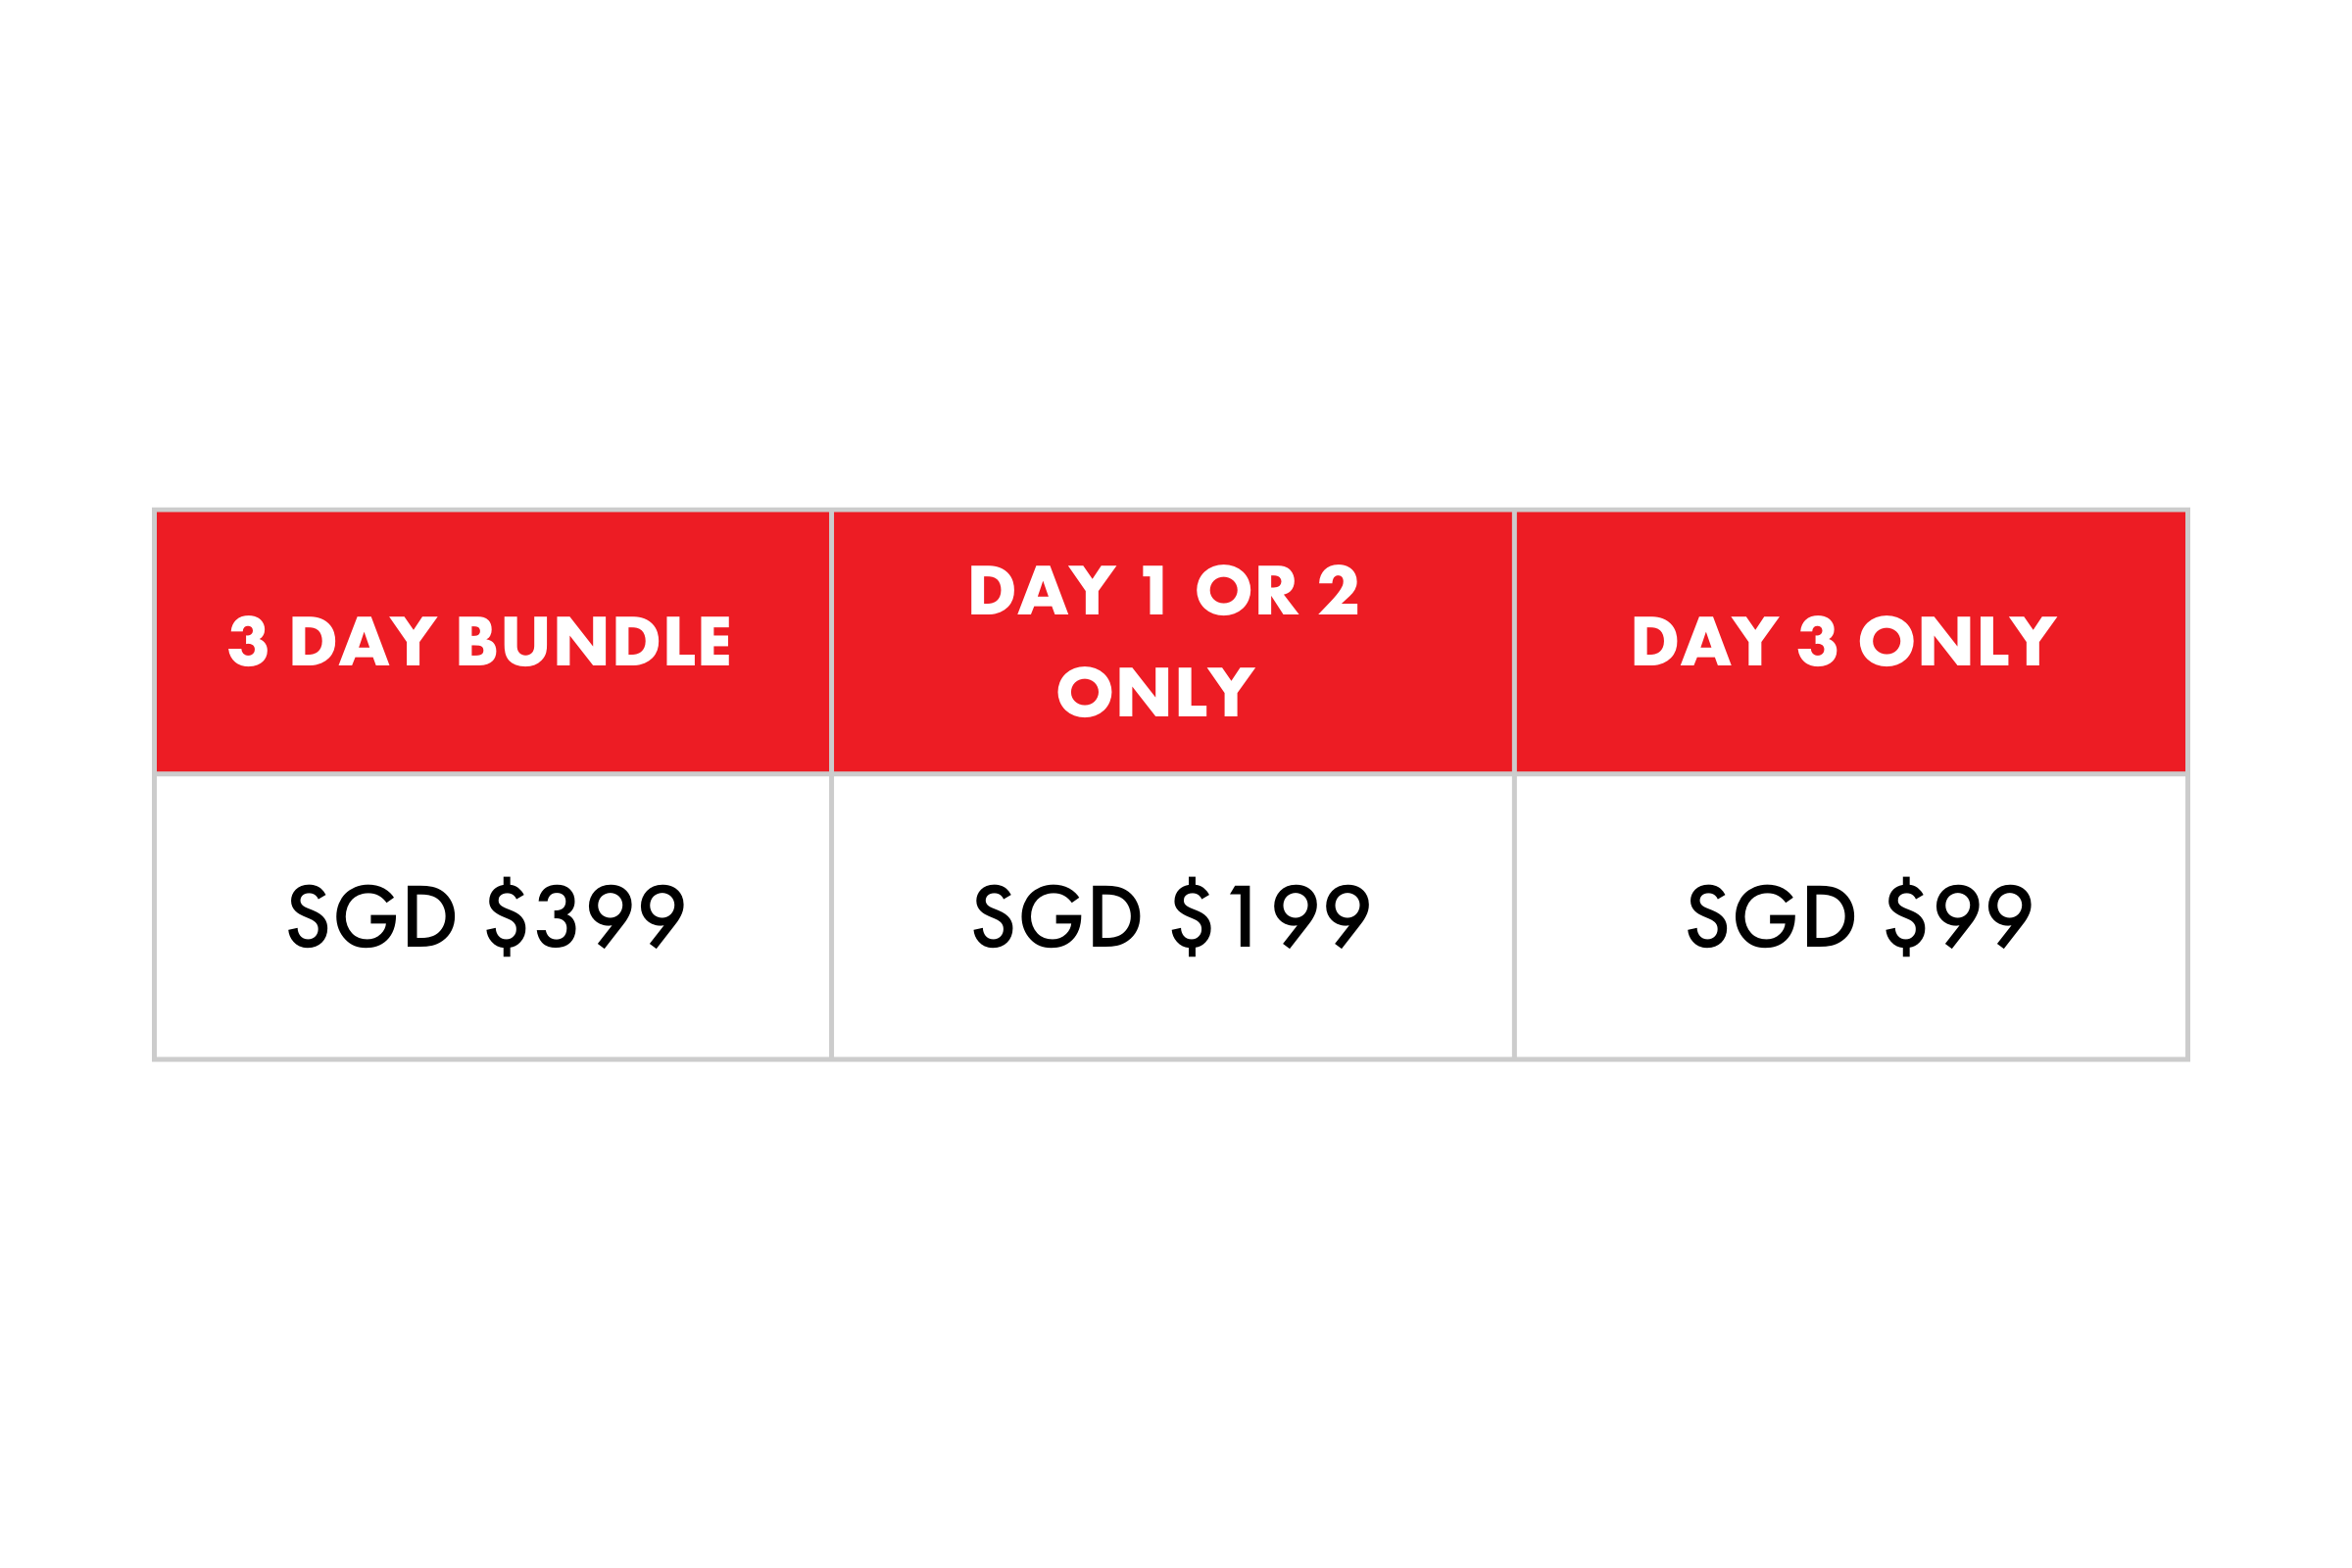 3 DAY BUNDLE
DAY 1 OR 2
ONLY
DAY 3 ONLY
SGD $399
SGD $199
SGD $99